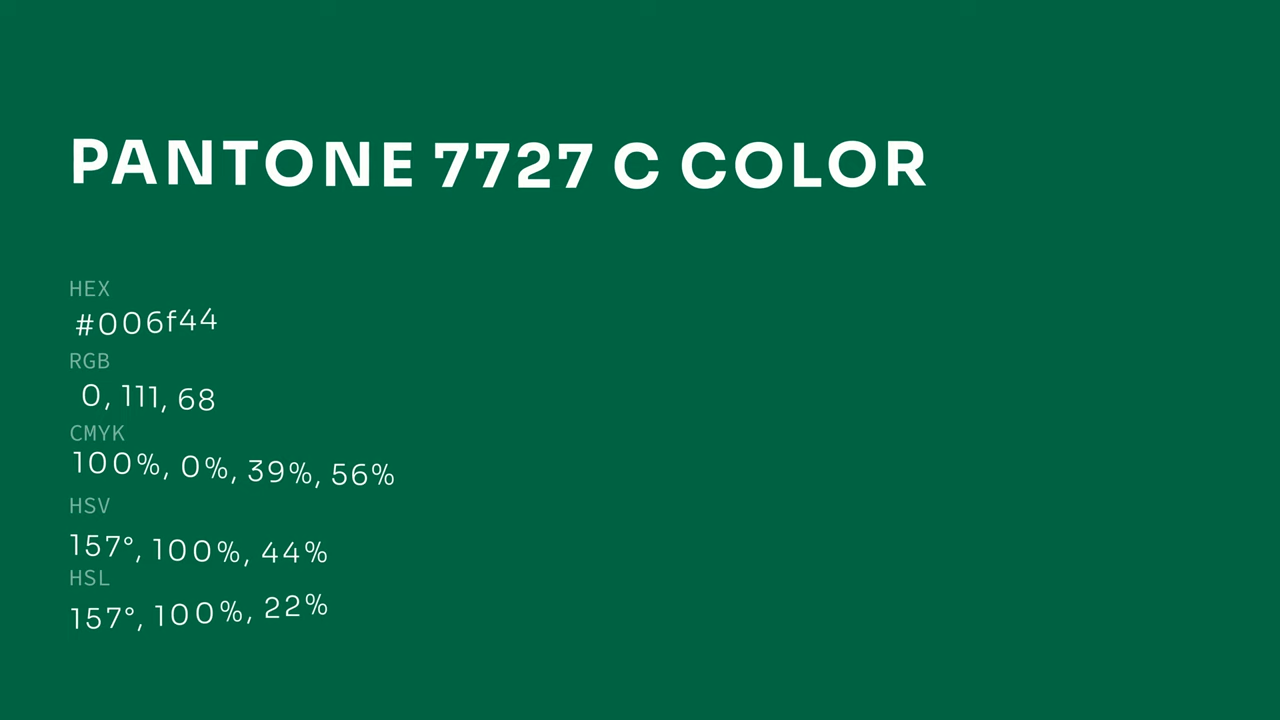 PANTONE 7727 C COLOR
HEX
#006f44
RGB
0, 111, 68
CMYK
100%, 0%, 39%, 56%
HSV
157°, 100%, 44%
HSL
157°, 100%, 22%